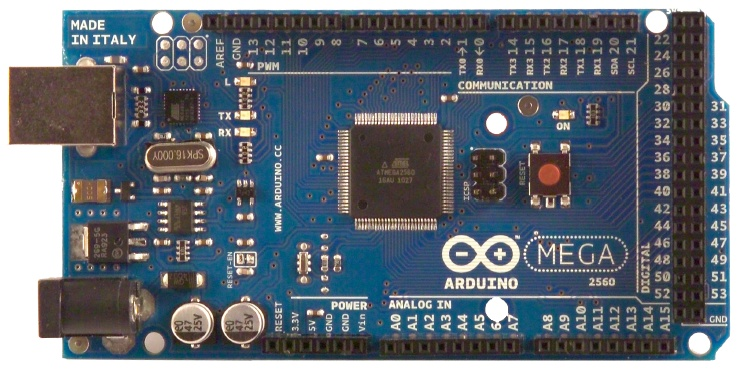 MADE
IN ITALY
AREF
GND
13
12
11
10
9
8
7
6
5
4
3
2
TX0→1
RX0←0
TX3 14
RX3 15
TX2 16
RX2 17
TX1 18
RX1 19
SDA 20
SCL 21
PWM
COMMUNICATION
L
TX
RX
ON
SPK16.000Y
WWW.ARDUINO.CC
ATMEGA2560
16AU 1023
ICSP
RESET
22
24
26
28
30 31
32 33
34 35
36 37
38 39
40 41
42 43
44 45
46 47
48 49
50 51
52 53
GND
DIGITAL
MEGA
ARDUINO
2560
RESET-EN
47
25V
47
25V
POWER
ANALOG IN
RESET
3.3V
5V
GND
GND
Vin
A0
A1
A2
A3
A4
A5
A7
A8
A9
A10
A11
A12
A13
A14
A15